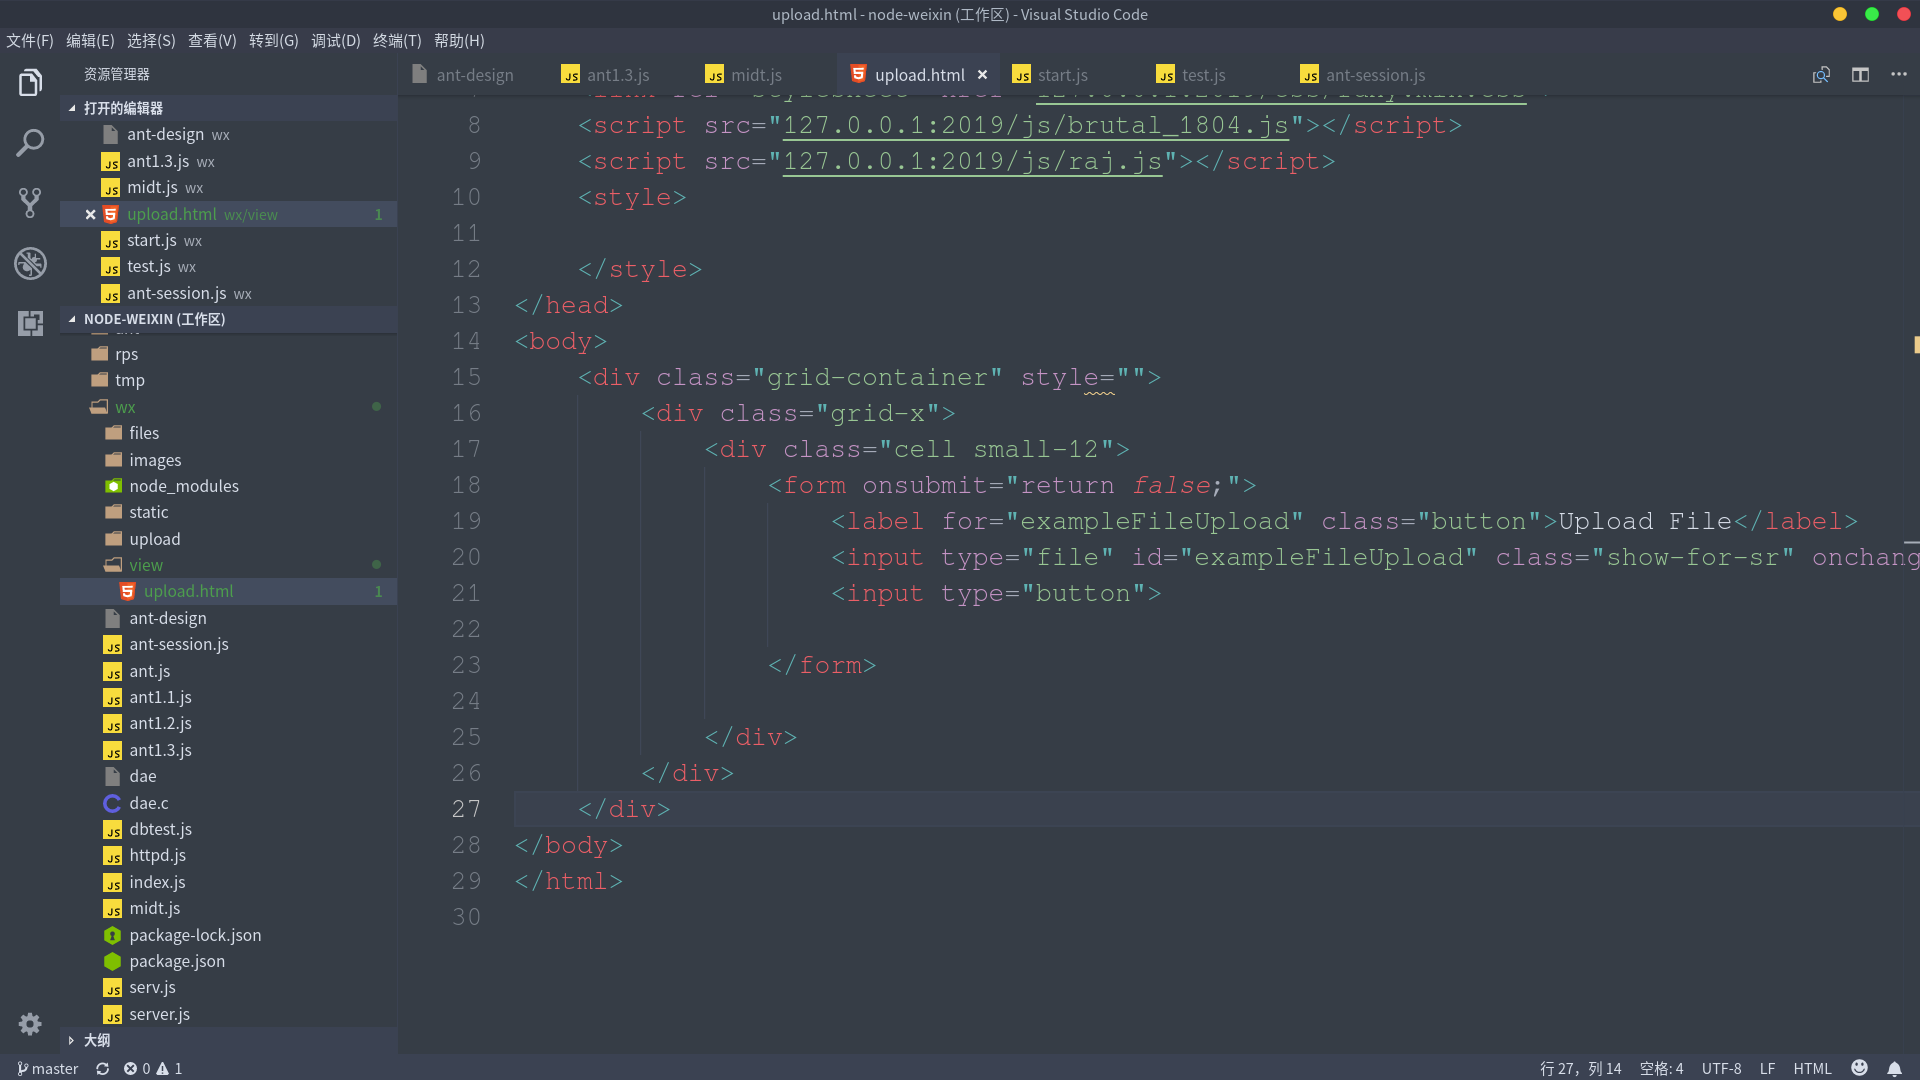 upload.html - node-weixin (工作区) - Visual Studio Code
文件(F) 编辑(E) 选择(S) 查看(V) 转到(G) 调试(D) 终端(T) 帮助(H)
资源管理器
打开的编辑器
ant-design wx
ant1.3.js wx
midt.js wx
upload.html wx/view 1
start.js wx
test.js wx
ant-session.js wx
NODE-WEIXIN (工作区)
rps
tmp
wx
files
images
node_modules
static
upload
view
upload.html 1
ant-design
ant-session.js
ant.js
ant1.1.js
ant1.2.js
ant1.3.js
dae
dae.c
dbtest.js
httpd.js
index.js
midt.js
package-lock.json
package.json
serv.js
server.js
大纲
ant-design ant1.3.js midt.js upload.html start.js test.js ant-session.js
8 <script src="127.0.0.1:2019/js/brutal_1804.js"></script>
9 <script src="127.0.0.1:2019/js/raj.js"></script>
10 <style>
11
12 </style>
13 </head>
14 <body>
15 <div class="grid-container" style="">
16 <div class="grid-x">
17 <div class="cell small-12">
18 <form onsubmit="return false;">
19 <label for="exampleFileUpload" class="button">Upload File</label>
20 <input type="file" id="exampleFileUpload" class="show-for-sr" onchang
21 <input type="button">
22
23 </form>
24
25 </div>
26 </div>
27 </div>
28 </body>
29 </html>
30
master 0 1 行 27，列 14 空格: 4 UTF-8 LF HTML